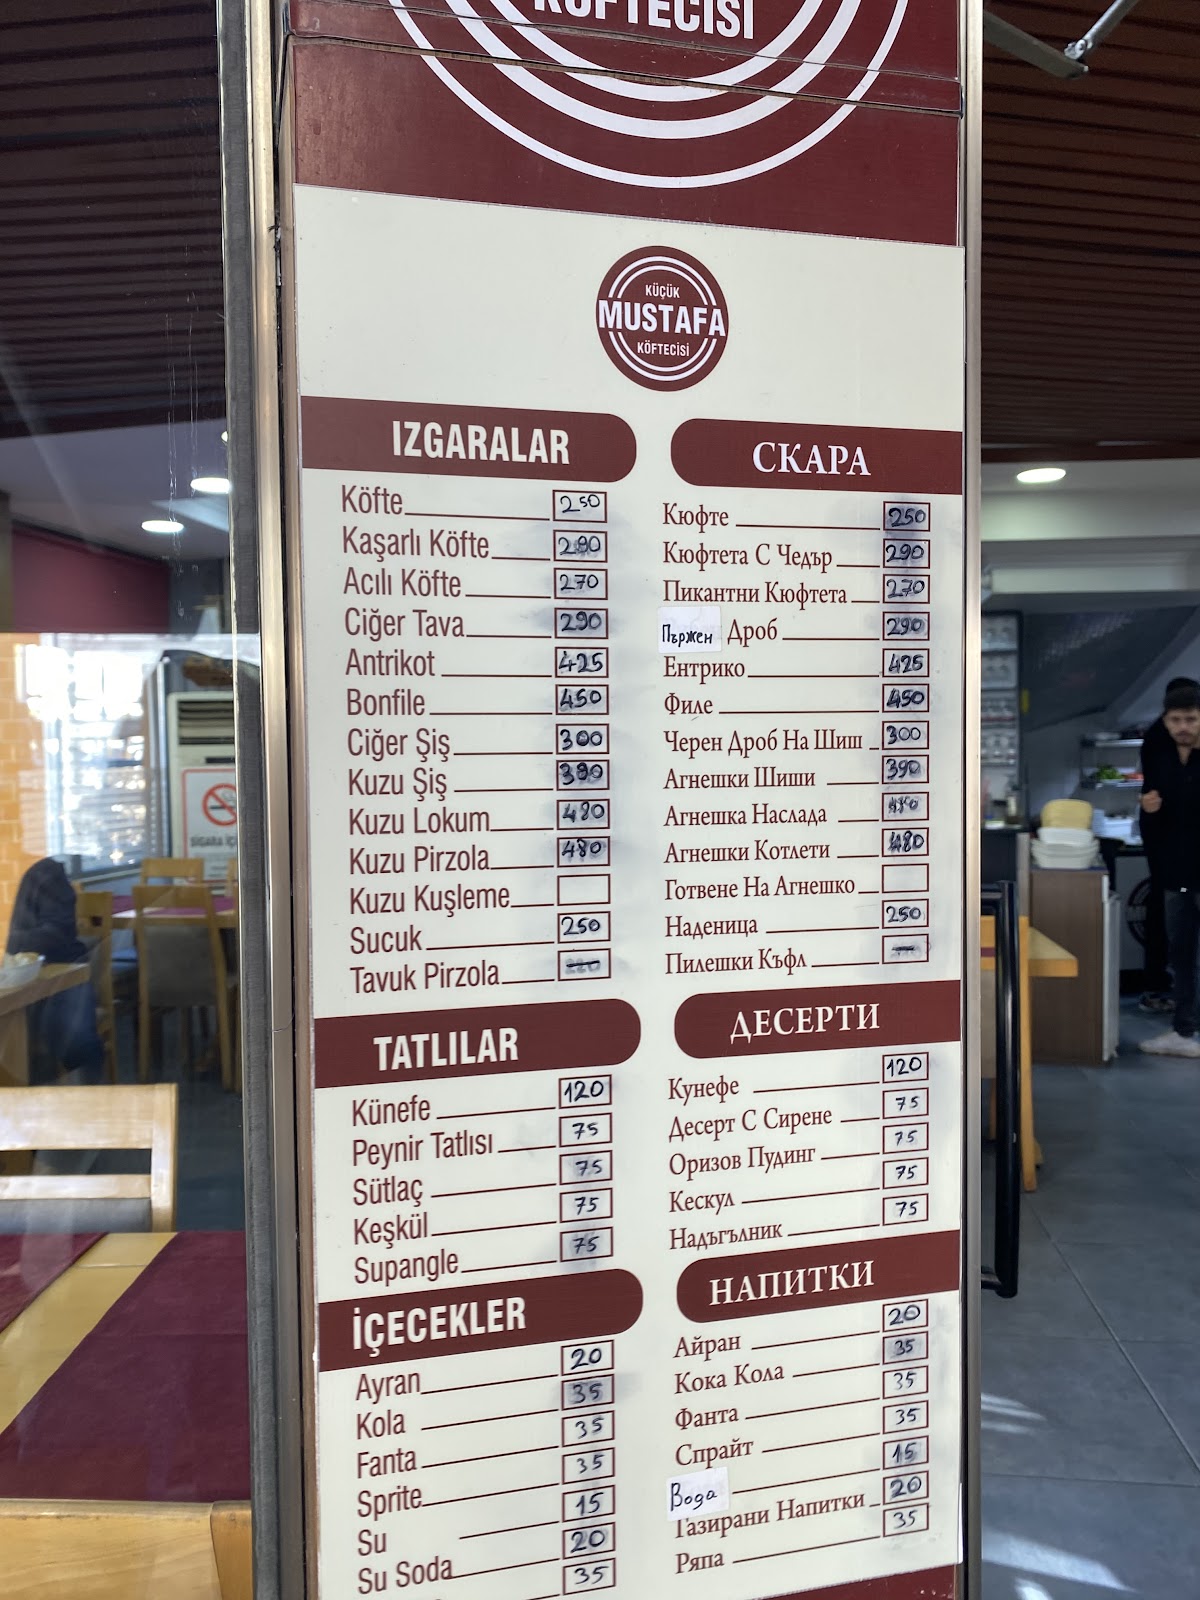 KÖFTECİSİ
KÜÇÜK
MUSTAFA
KÖFTECİSİ
IZGARALAR
Köfte 250
Kaşarlı Köfte 290
Acılı Köfte 270
Ciğer Tava 290
Antrikot 425
Bonfile 450
Ciğer Şiş 300
Kuzu Şiş 390
Kuzu Lokum 480
Kuzu Pirzola 480
Kuzu Kuşleme
Sucuk 250
Tavuk Pirzola
TATLILAR
Künefe 120
Peynir Tatlısı 75
Sütlaç 75
Keşkül 75
Supangle 75
İÇECEKLER
Ayran 20
Kola 35
Fanta 35
Sprite 35
Su 15
Su Soda 20
35
СКАРА
Кюфте 250
Кюфтета С Чедър 290
Пикантни Кюфтета 270
Пържен Дроб 290
Ентрико 425
Филе 450
Черен Дроб На Шиш 300
Агнешки Шиши 390
Агнешка Наслада 480
Агнешки Котлети 480
Готвене На Агнешко
Наденица 250
Пилешки Къфл
ДЕСЕРТИ
Кунефе 120
Десерт С Сирене 75
Оризов Пудинг 75
Кескул 75
Надъгълник 75
НАПИТКИ
Айран 20
Кока Кола 35
Фанта 35
Спрайт 35
Вода 15
Газирани Напитки 20
Ряпа 35